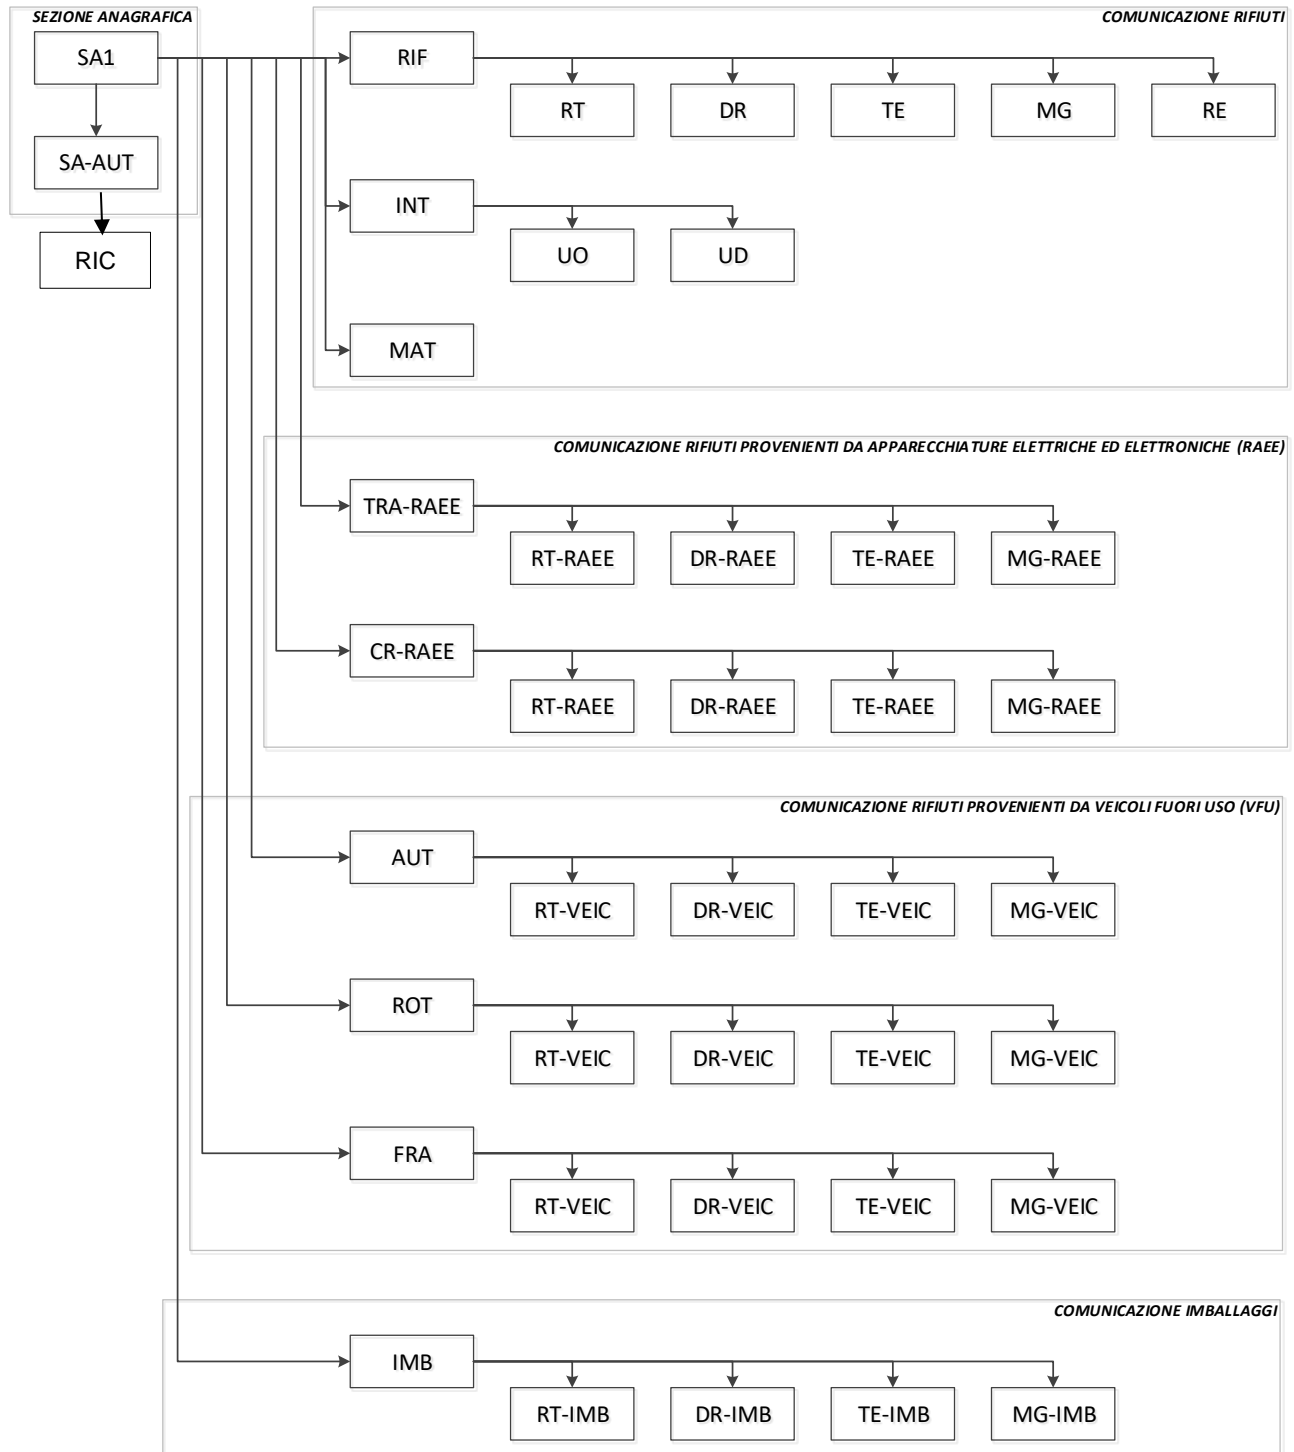 SEZIONE ANAGRAFICA
SA1
SA-AUT
RIC
COMUNICAZIONE RIFIUTI
RIF
RT DR TE MG RE
INT
UO UD
MAT
COMUNICAZIONE RIFIUTI PROVENIENTI DA APPARECCHIATURE ELETTRICHE ED ELETTRONICHE (RAEE)
TRA-RAEE
RT-RAEE DR-RAEE TE-RAEE MG-RAEE
CR-RAEE
RT-RAEE DR-RAEE TE-RAEE MG-RAEE
COMUNICAZIONE RIFIUTI PROVENIENTI DA VEICOLI FUORI USO (VFU)
AUT
RT-VEIC DR-VEIC TE-VEIC MG-VEIC
ROT
RT-VEIC DR-VEIC TE-VEIC MG-VEIC
FRA
RT-VEIC DR-VEIC TE-VEIC MG-VEIC
COMUNICAZIONE IMBALLAGGI
IMB
RT-IMB DR-IMB TE-IMB MG-IMB